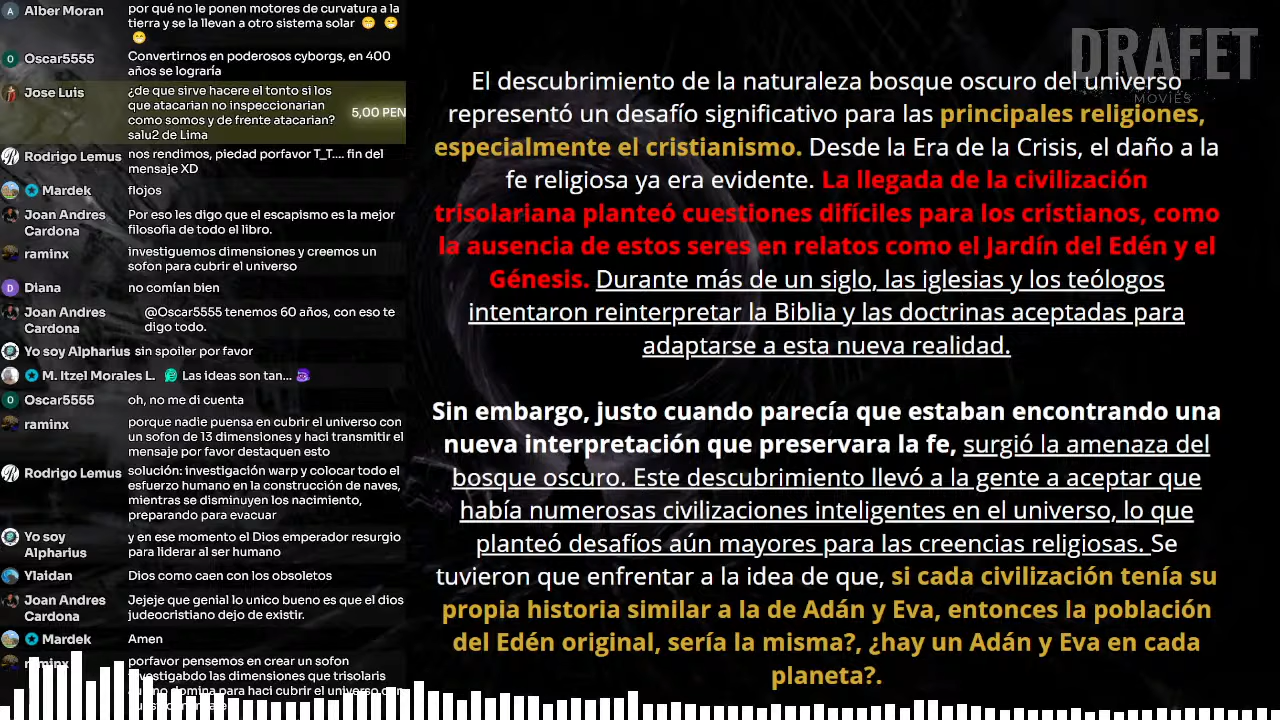 Alber Moran
por qué no le ponen motores de curvatura a la
tierra y se la llevan a otro sistema solar 😁 😁
😁
Oscar5555
Convertirnos en poderosos cyborgs, en 400
años se lograría
Jose Luis
¿de que sirve hacere el tonto si los
que atacarian no inspeccionarian
como somos y de frente atacarian?
salu2 de Lima
5,00 PEN
Rodrigo Lemus
nos rendimos, piedad porfavor T_T.... fin del
mensaje XD
Mardek
flojos
Joan Andres
Cardona
Por eso les digo que el escapismo es la mejor
filosofia de todo el libro.
raminx
investiguemos dimensiones y creemos un
sofon para cubrir el universo
D
Diana
no comían bien
Joan Andres
Cardona
@Oscar5555 tenemos 60 años, con eso te
digo todo.
Yo soy Alpharius
sin spoiler por favor
M. Itzel Morales L.
Las ideas son tan...
Oscar5555
oh, no me di cuenta
raminx
porque nadie puensa en cubrir el universo con
un sofon de 13 dimensiones y haci transmitir el
mensaje por favor destaquen esto
Rodrigo Lemus
solución: investigación warp y colocar todo el
esfuerzo humano en la construcción de naves,
mientras se disminuyen los nacimiento,
preparando para evacuar
Yo soy
Alpharius
y en ese momento el Dios emperador resurgio
para liderar al ser humano
Ylaidan
Dios como caen con los obsoletos
Joan Andres
Cardona
Jejeje que genial lo unico bueno es que el dios
judeocristiano dejo de existir.
Mardek
Amen
raminx
porfavor pensemos en crear un sofon
investigabdo las dimensiones que trisolaris
domina para haci cubrir el universo
DRAFET
MOVIES
El descubrimiento de la naturaleza bosque oscuro del universo
representó un desafío significativo para las principales religiones,
especialmente el cristianismo. Desde la Era de la Crisis, el daño a la
fe religiosa ya era evidente. La llegada de la civilización
trisolariana planteó cuestiones difíciles para los cristianos, como
la ausencia de estos seres en relatos como el Jardín del Edén y el
Génesis. Durante más de un siglo, las iglesias y los teólogos
intentaron reinterpretar la Biblia y las doctrinas aceptadas para
adaptarse a esta nueva realidad.
Sin embargo, justo cuando parecía que estaban encontrando una
nueva interpretación que preservara la fe, surgió la amenaza del
bosque oscuro. Este descubrimiento llevó a la gente a aceptar que
había numerosas civilizaciones inteligentes en el universo, lo que
planteó desafíos aún mayores para las creencias religiosas. Se
tuvieron que enfrentar a la idea de que, si cada civilización tenía su
propia historia similar a la de Adán y Eva, entonces la población
del Edén original, sería la misma?, ¿hay un Adán y Eva en cada
planeta?.